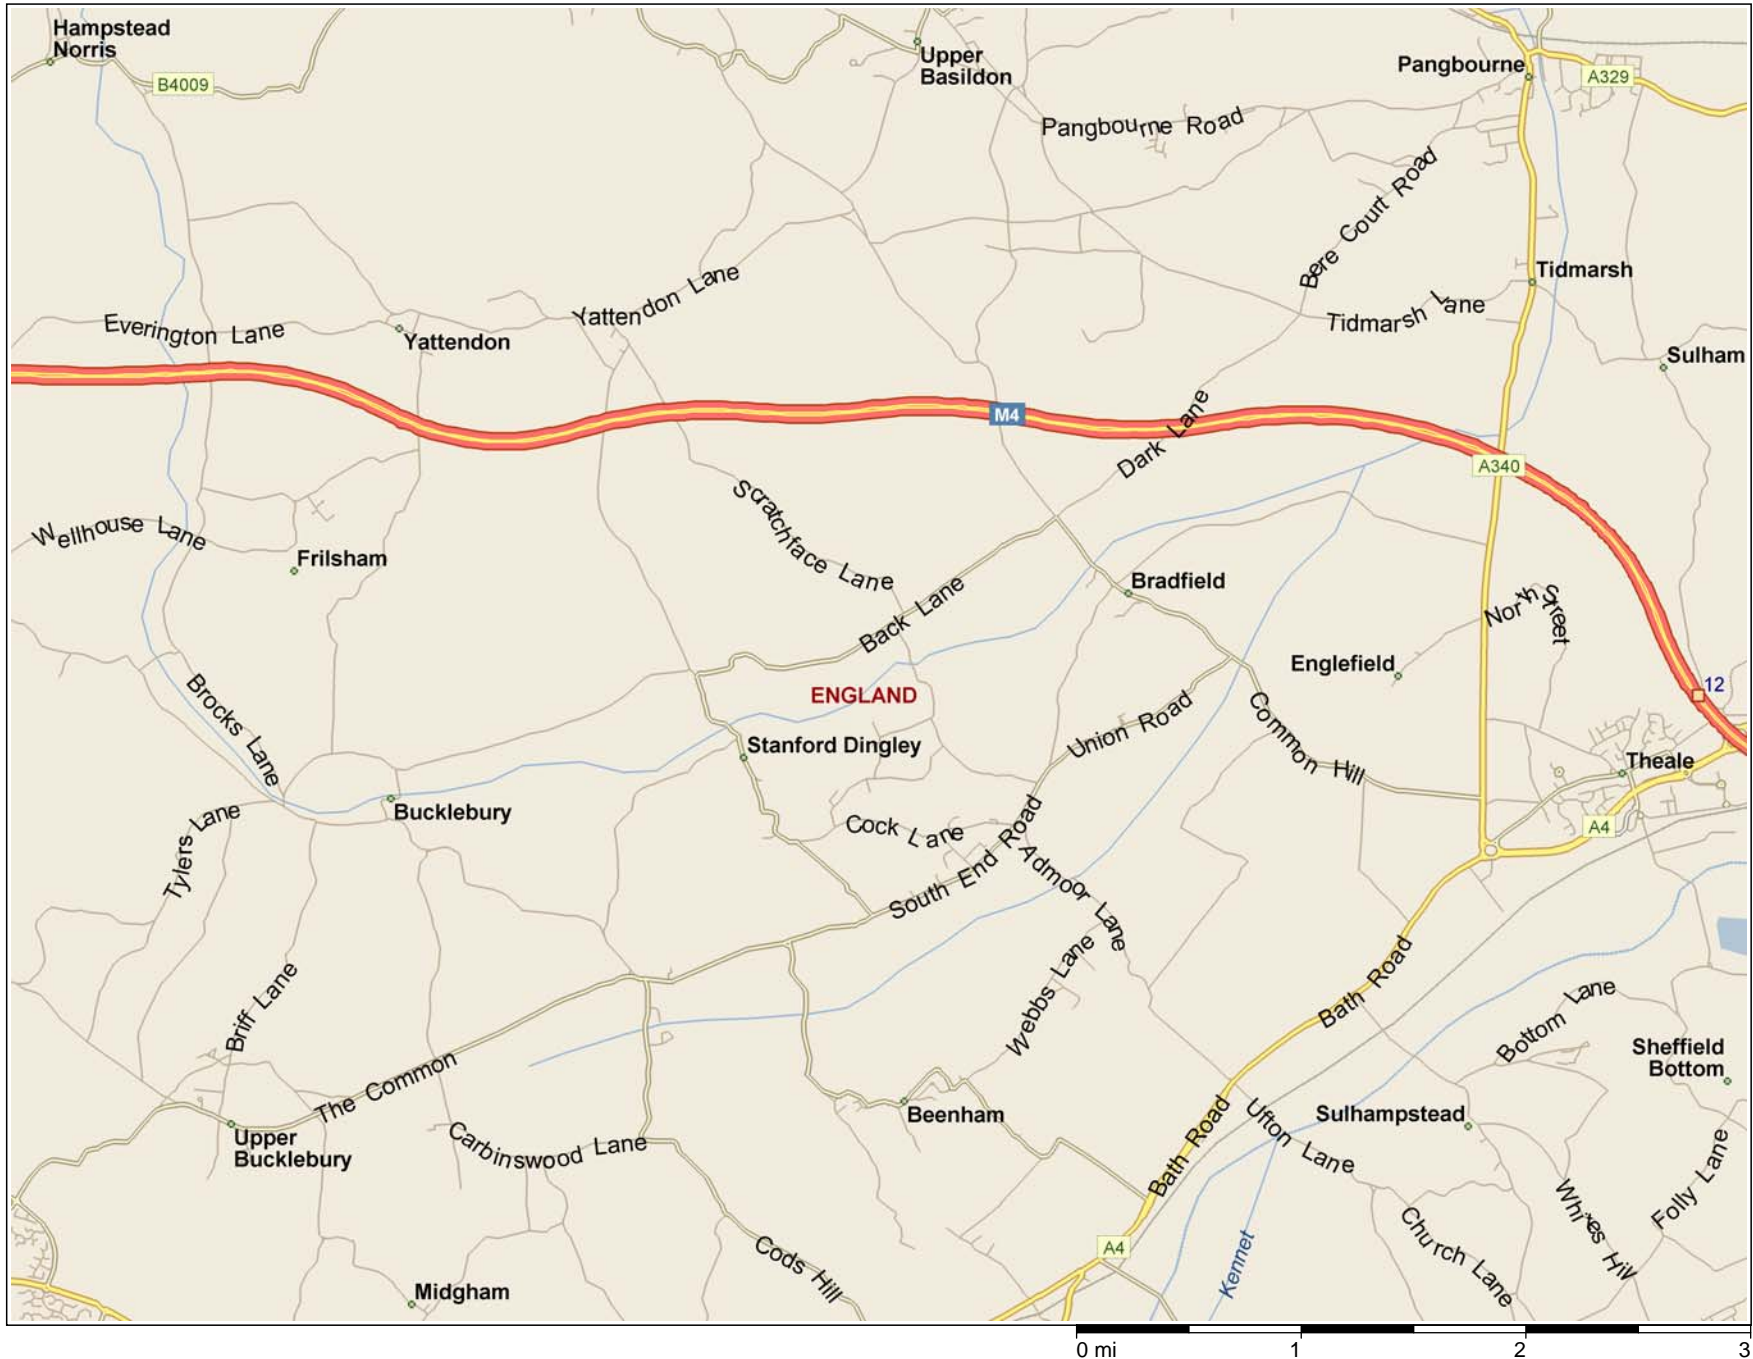 Hampstead
Norris
B4009
Upper
Basildon
Pangbourne
A329
Pangbourne Road
Bere Court Road
Tidmarsh
Yattendon Lane
Tidmarsh Lane
Everington Lane
Yattendon
Sulham
M4
Dark Lane
A340
Scratchface Lane
Wellhouse Lane
Frilsham
Back Lane
Bradfield
North Street
Englefield
12
Brocks Lane
ENGLAND
Union Road
Common Hill
Stanford Dingley
Theale
Tylers Lane
Bucklebury
Cock Lane
A4
South End Road
Admoor Lane
Webbs Lane
Bath Road
Briff Lane
Bottom Lane
Sheffield
Bottom
The Common
Beenham
Ufton Lane
Sulhampstead
Bath Road
Upper
Bucklebury
Carbinswood Lane
Folly Lane
Whites Hill
Church Lane
A4
Kennet
Cods Hill
Midgham
0 mi 1 2 3